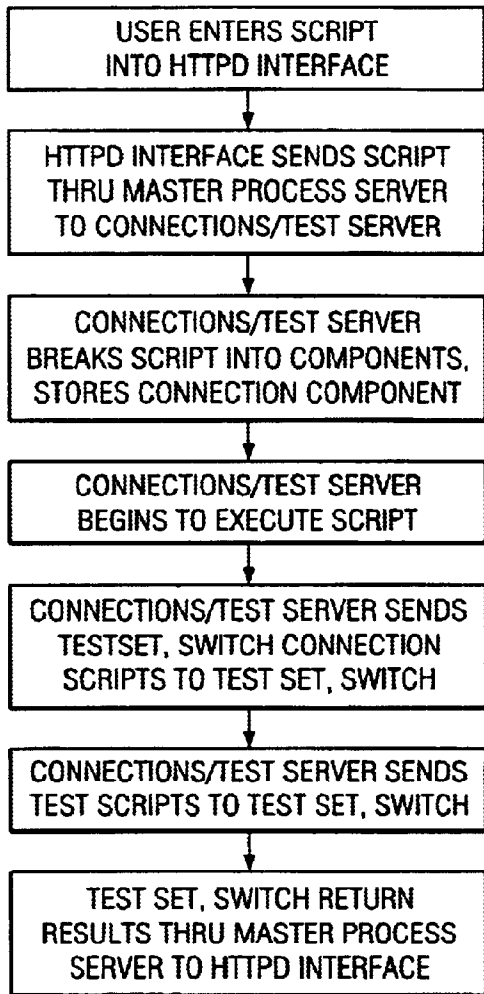 USER ENTERS SCRIPT
INTO HTTPD INTERFACE
HTTPD INTERFACE SENDS SCRIPT
THRU MASTER PROCESS SERVER
TO CONNECTIONS/TEST SERVER
CONNECTIONS/TEST SERVER
BREAKS SCRIPT INTO COMPONENTS,
STORES CONNECTION COMPONENT
CONNECTIONS/TEST SERVER
BEGINS TO EXECUTE SCRIPT
CONNECTIONS/TEST SERVER SENDS
TESTSET, SWITCH CONNECTION
SCRIPTS TO TEST SET, SWITCH
CONNECTIONS/TEST SERVER SENDS
TEST SCRIPTS TO TEST SET, SWITCH
TEST SET, SWITCH RETURN
RESULTS THRU MASTER PROCESS
SERVER TO HTTPD INTERFACE